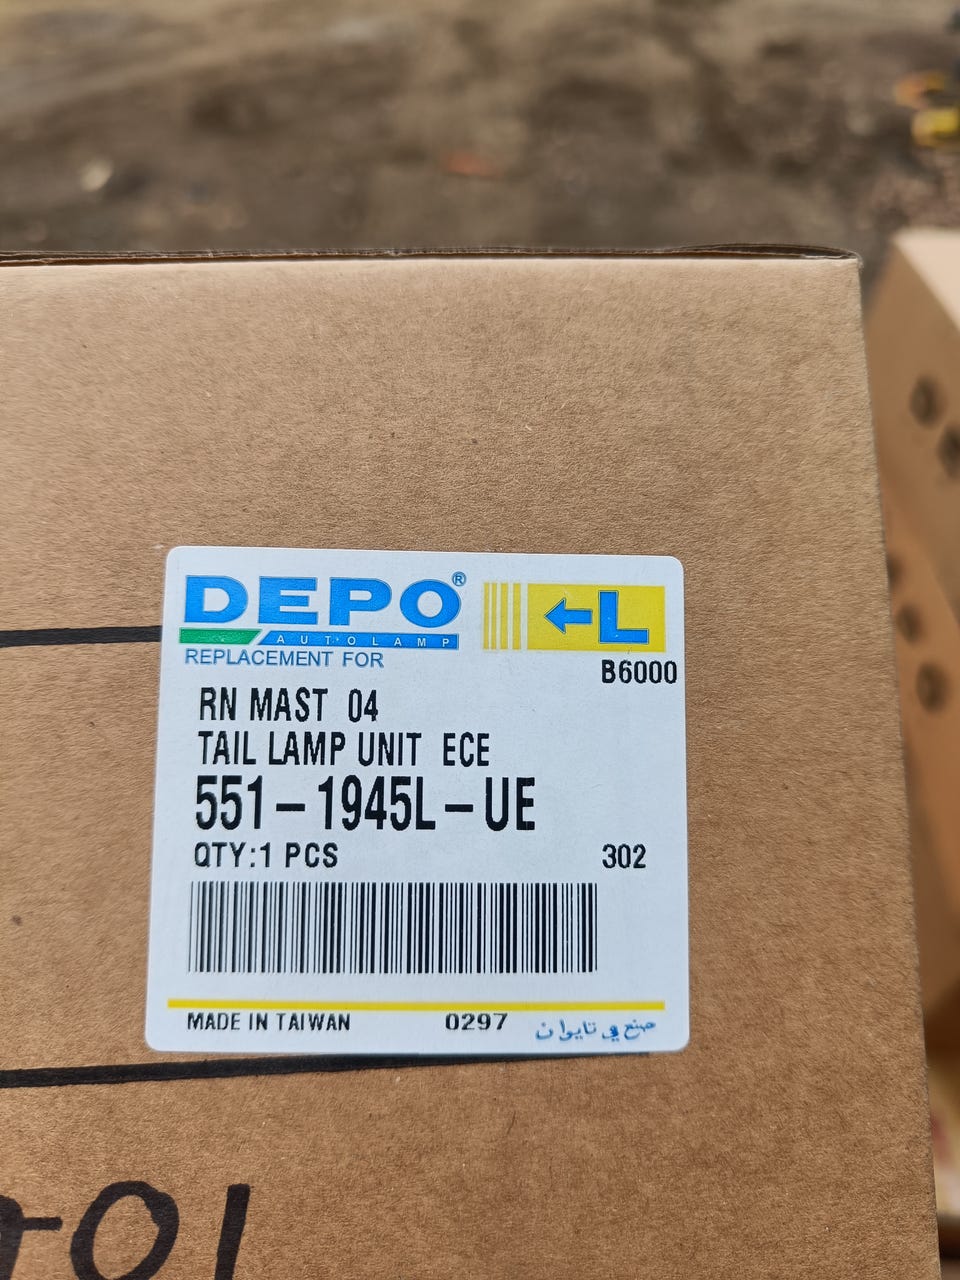 DEPO®
AUTOLAMP
←L
REPLACEMENT FOR
B6000
RN MAST 04
TAIL LAMP UNIT ECE
551-1945L-UE
QTY:1 PCS
302
MADE IN TAIWAN
0297
صنع في تايوان
01